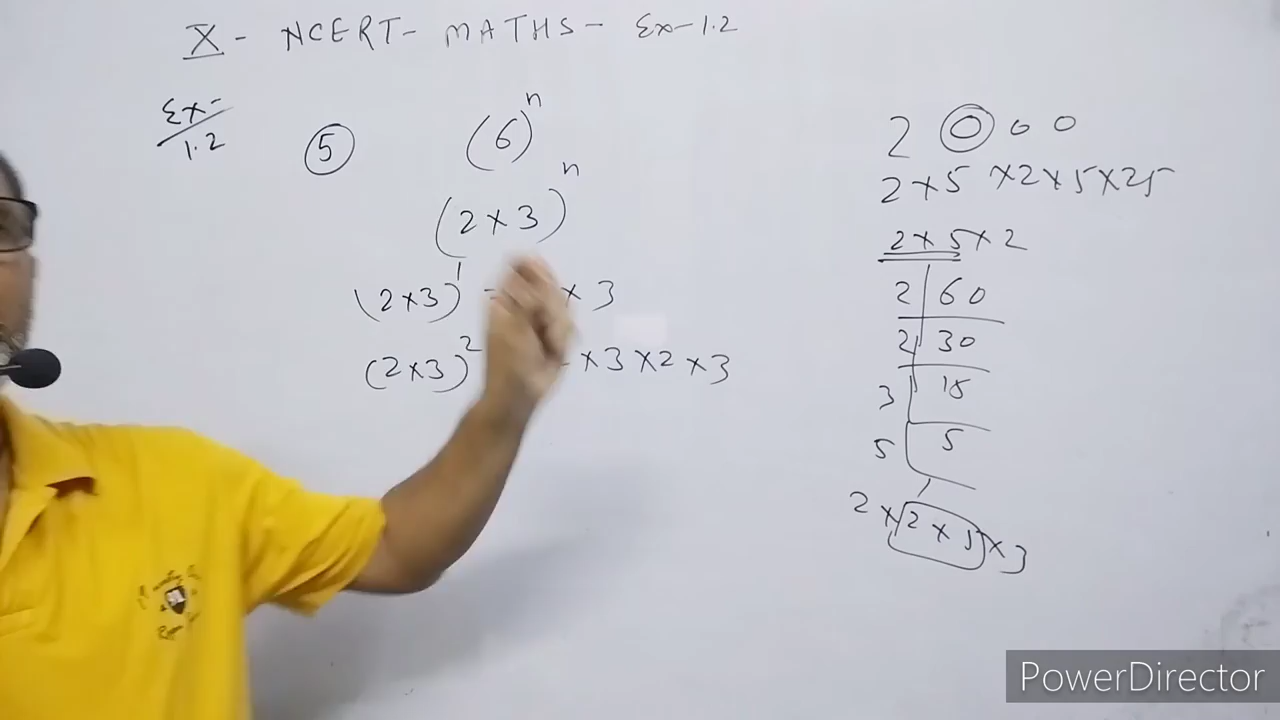 X - NCERT - MATHS - Ex-1.2
Ex-1.2
5
(6)^n
(2×3)^n
(2×3)^1 × 3
(2×3)^2 ×3×2×3
2 0 0 0
2×5 ×2×5×25
2×5×2
2 | 60
2 | 30
3 | 15
5 | 5
2×2×5×3
PowerDirector